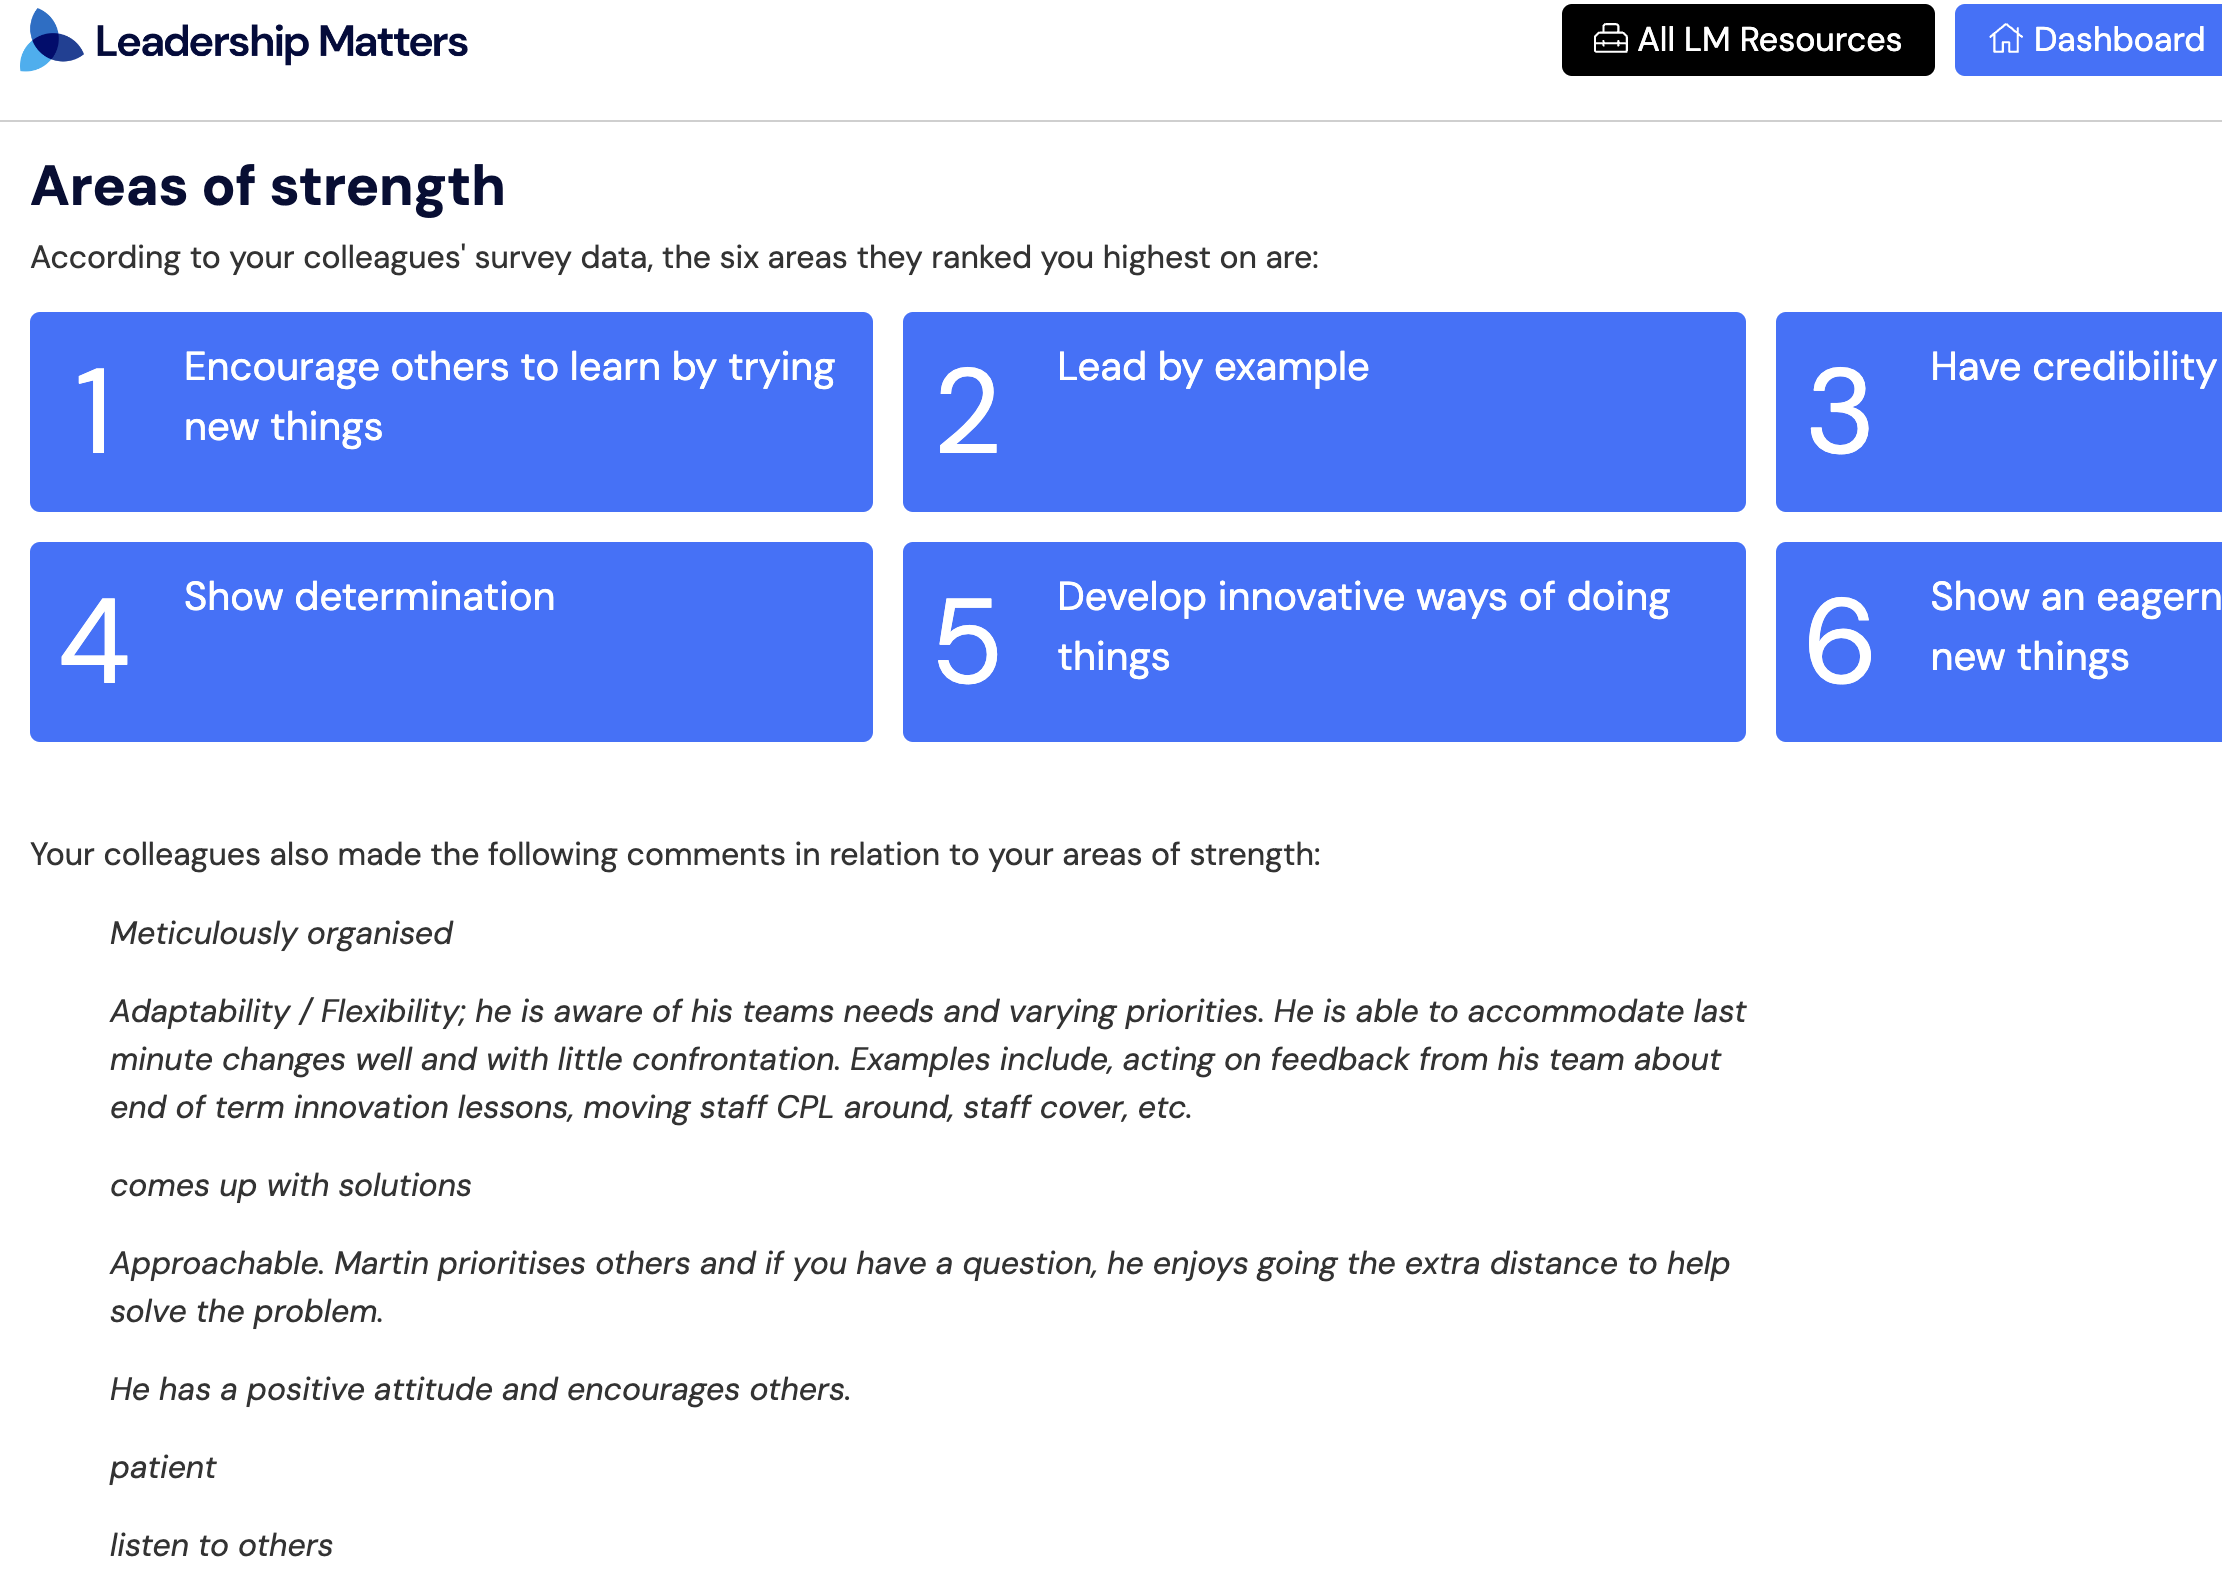 Leadership Matters
All LM Resources
Dashboard
Areas of strength
According to your colleagues' survey data, the six areas they ranked you highest on are:
1
Encourage others to learn by trying
new things
2
Lead by example
3
Have credibility
4
Show determination
5
Develop innovative ways of doing
things
6
Show an eagern
new things
Your colleagues also made the following comments in relation to your areas of strength:
Meticulously organised
Adaptability / Flexibility; he is aware of his teams needs and varying priorities. He is able to accommodate last
minute changes well and with little confrontation. Examples include, acting on feedback from his team about
end of term innovation lessons, moving staff CPL around, staff cover, etc.
comes up with solutions
Approachable. Martin prioritises others and if you have a question, he enjoys going the extra distance to help
solve the problem.
He has a positive attitude and encourages others.
patient
listen to others